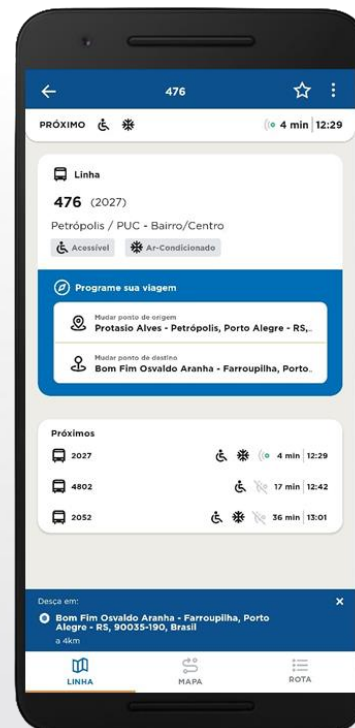 476
PRÓXIMO 4 min 12:29
Linha
476 (2027)
Petrópolis / PUC - Bairro/Centro
Acessível Ar-Condicionado
Programe sua viagem
Mudar ponto de origem
Protasio Alves - Petrópolis, Porto Alegre - RS,..
Mudar ponto de destino
Bom Fim Osvaldo Aranha - Farroupilha, Porto..
Próximos
2027 4 min 12:29
4802 17 min 12:42
2052 36 min 13:01
Desça em:
Bom Fim Osvaldo Aranha - Farroupilha, Porto
Alegre - RS, 90035-190, Brasil
a 4km
LINHA MAPA ROTA